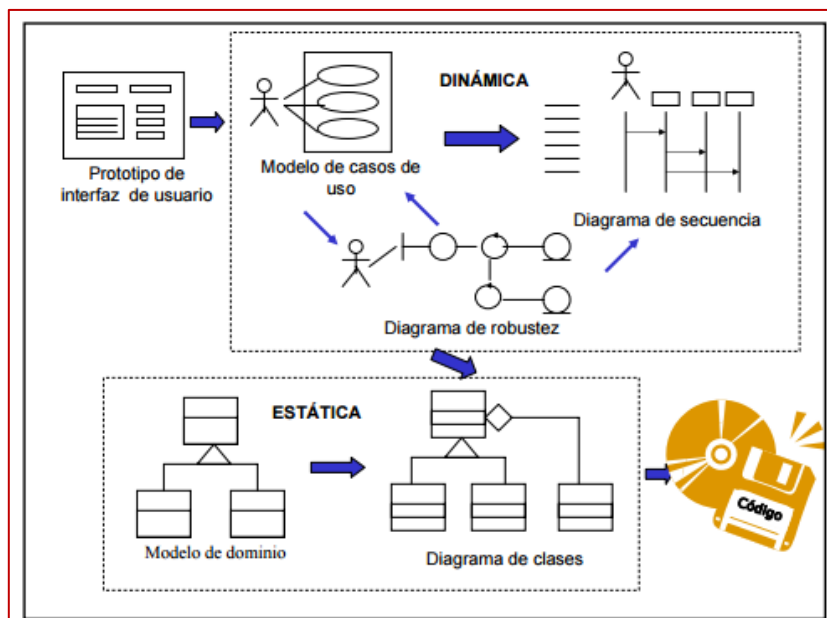 DINÁMICA
Prototipo de
interfaz de usuario
Modelo de casos de
uso
Diagrama de secuencia
Diagrama de robustez
ESTÁTICA
Modelo de dominio
Diagrama de clases
Código